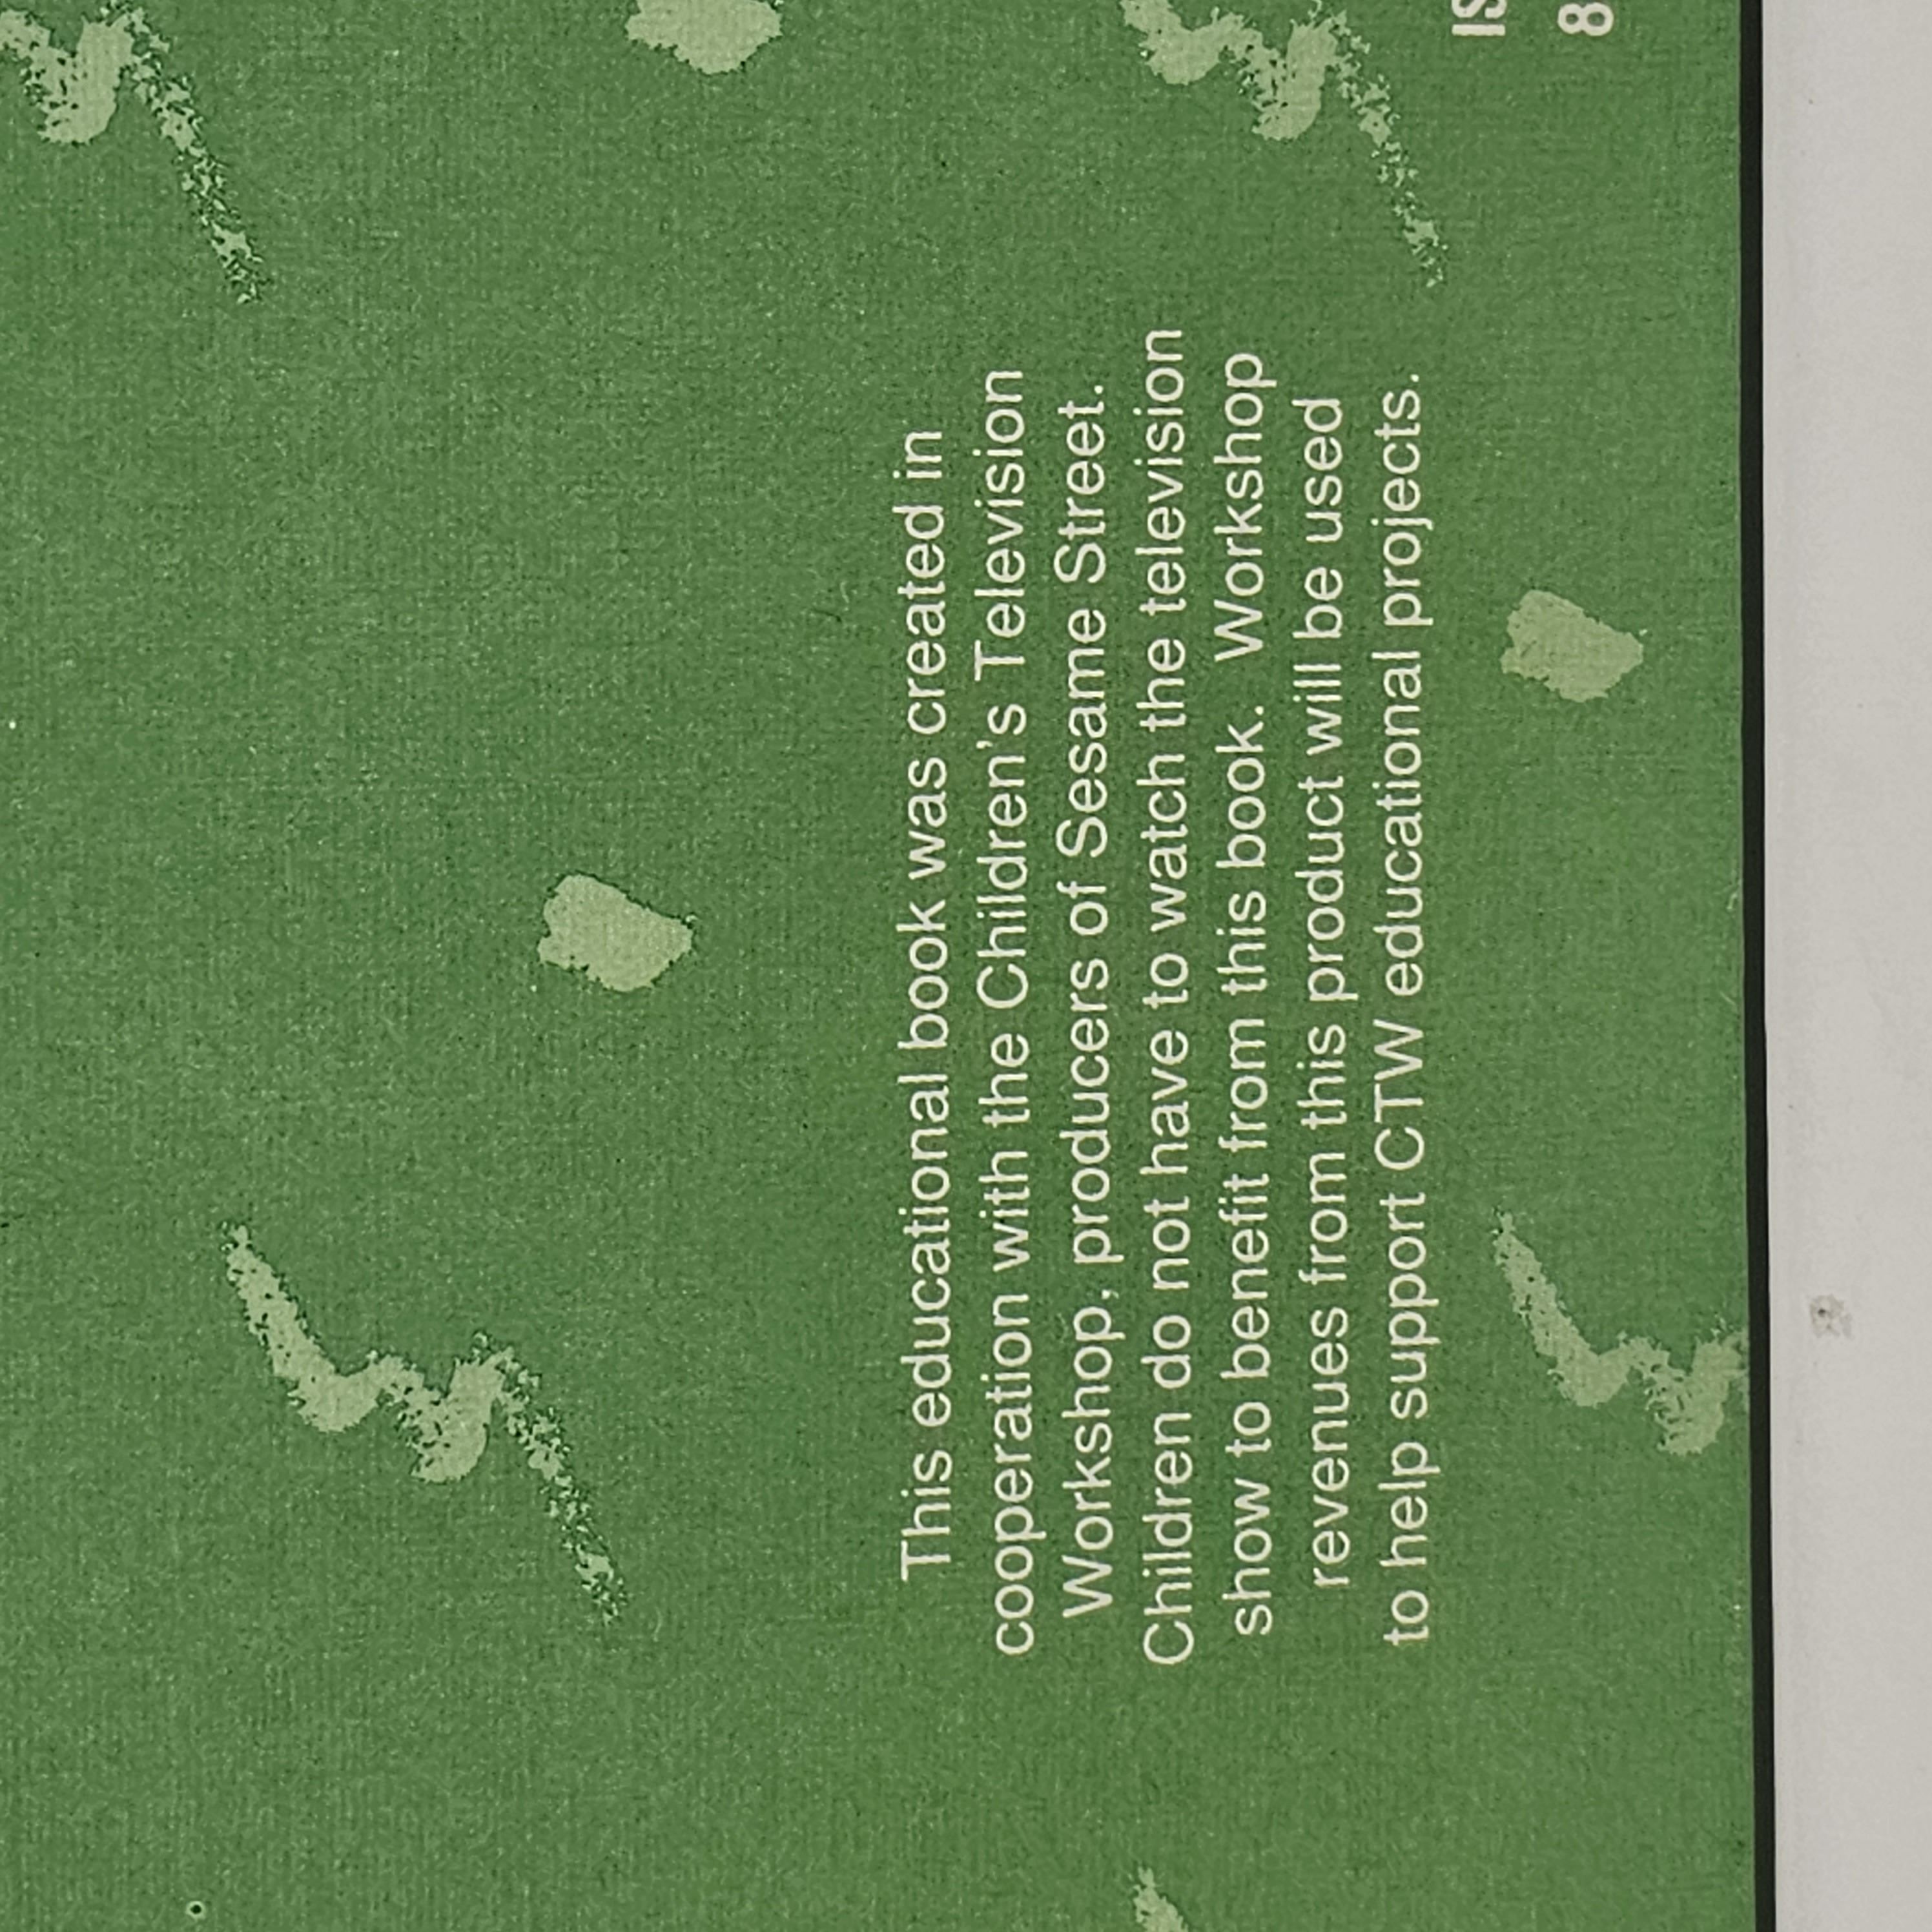 This educational book was created in
cooperation with the Children's Television
Workshop, producers of Sesame Street.
Children do not have to watch the television
show to benefit from this book.  Workshop
revenues from this product will be used
to help support CTW educational projects.
IS
8